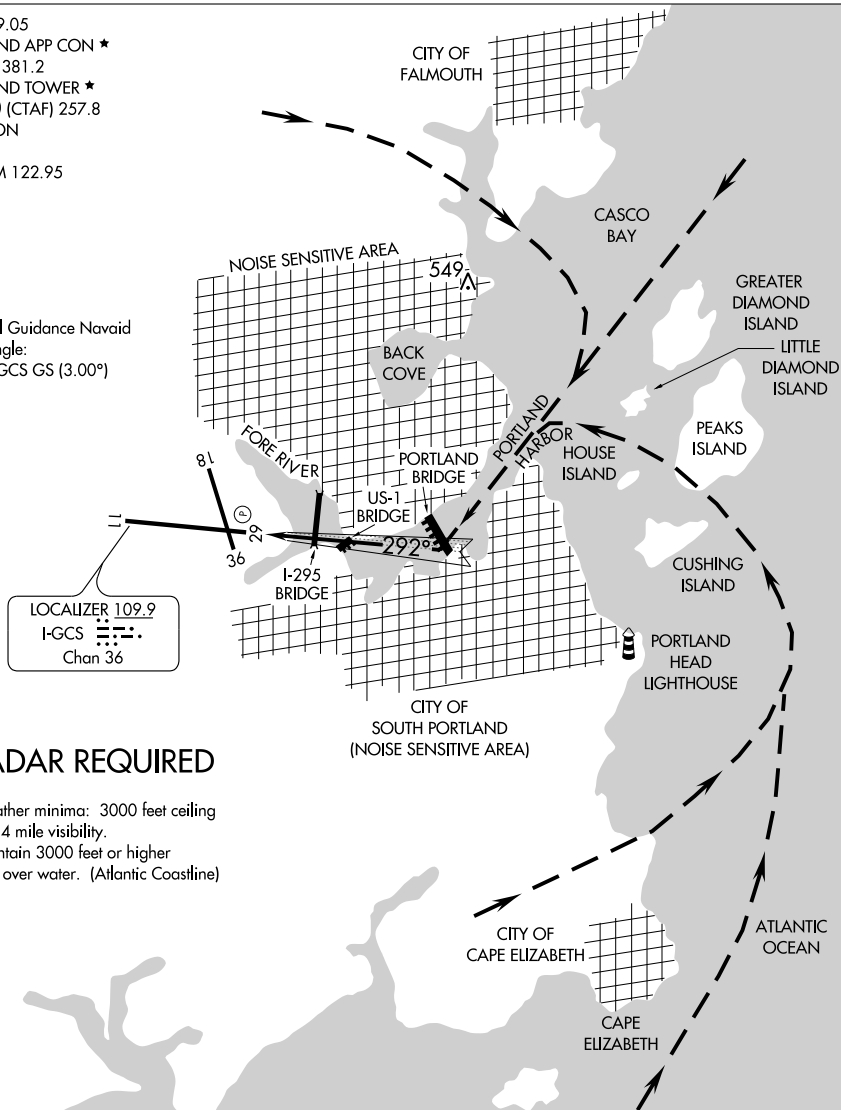 9.05
ND APP CON ★
381.2
ND TOWER ★
(CTAF) 257.8
ON
M 122.95
l Guidance Navaid
ngle:
GCS GS (3.00°)
CITY OF
FALMOUTH
CASCO
BAY
NOISE SENSITIVE AREA
549
GREATER
DIAMOND
ISLAND
LITTLE
DIAMOND
ISLAND
BACK
COVE
PORTLAND
HARBOR
PEAKS
ISLAND
HOUSE
ISLAND
FORE RIVER
PORTLAND
BRIDGE
US-1
BRIDGE
18
11
P
29
36
292°
I-295
BRIDGE
CUSHING
ISLAND
LOCALIZER 109.9
I-GCS
Chan 36
PORTLAND
HEAD
LIGHTHOUSE
CITY OF
SOUTH PORTLAND
(NOISE SENSITIVE AREA)
ADAR REQUIRED
ather minima: 3000 feet ceiling
4 mile visibility.
ntain 3000 feet or higher
over water. (Atlantic Coastline)
CITY OF
CAPE ELIZABETH
ATLANTIC
OCEAN
CAPE
ELIZABETH